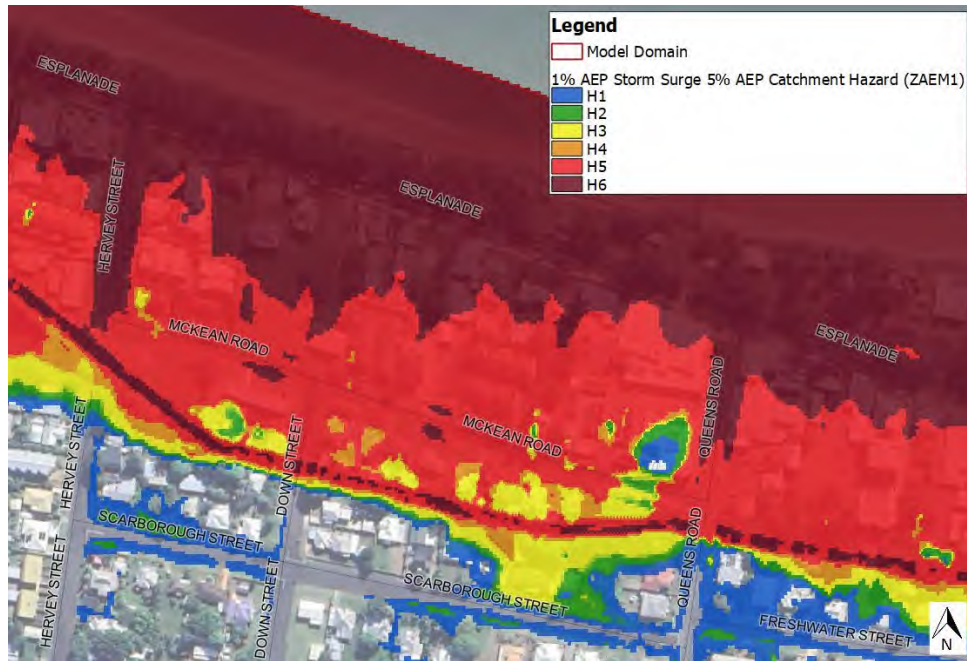 Legend
Model Domain
1% AEP Storm Surge 5% AEP Catchment Hazard (ZAEM1)
H1
H2
H3
H4
H5
H6
ESPLANADE
ESPLANADE
HERVEY STREET
ESPLANADE
MCKEAN ROAD
QUEENS ROAD
MCKEAN ROAD
HERVEY STREET
DOWN STREET
SCARBOROUGH STREET
QUEENS ROAD
HERVEY STREET
DOWN STREET
SCARBOROUGH STREET
FRESHWATER STREET
N